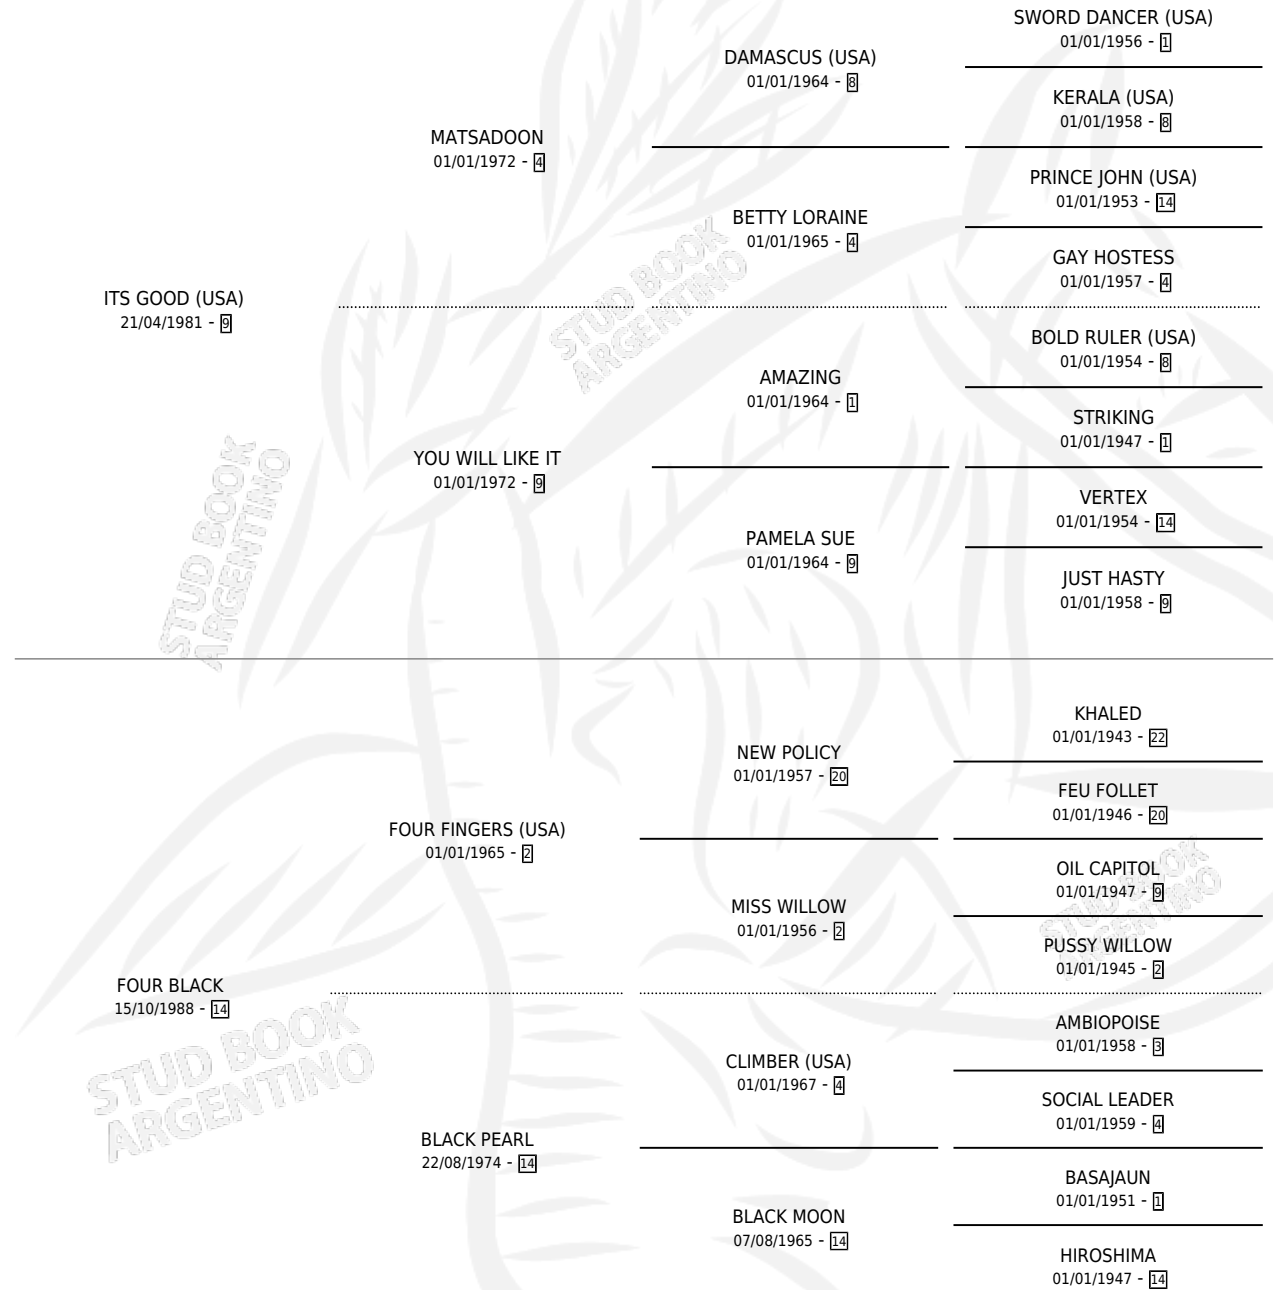 SWORD DANCER (USA)
01/01/1956 - 1
DAMASCUS (USA)
01/01/1964 - 8
KERALA (USA)
01/01/1958 - 8
MATSADOON
01/01/1972 - 4
PRINCE JOHN (USA)
01/01/1953 - 14
BETTY LORAINE
01/01/1965 - 4
GAY HOSTESS
01/01/1957 - 4
ITS GOOD (USA)
21/04/1981 - 9
STUD BOOK
ARGENTINO
BOLD RULER (USA)
01/01/1954 - 8
AMAZING
01/01/1964 - 1
STRIKING
01/01/1947 - 1
YOU WILL LIKE IT
01/01/1972 - 9
VERTEX
01/01/1954 - 14
PAMELA SUE
01/01/1964 - 9
JUST HASTY
01/01/1958 - 9
STUD BOOK
ARGENTINO
KHALED
01/01/1943 - 22
NEW POLICY
01/01/1957 - 20
FEU FOLLET
01/01/1946 - 20
FOUR FINGERS (USA)
01/01/1965 - 2
OIL CAPITOL
01/01/1947 - 9
MISS WILLOW
01/01/1956 - 2
PUSSY WILLOW
01/01/1945 - 2
STUD BOOK
ARGENTINO
FOUR BLACK
15/10/1988 - 14
AMBIOPOISE
01/01/1958 - 3
CLIMBER (USA)
01/01/1967 - 4
SOCIAL LEADER
01/01/1959 - 4
STUD BOOK
ARGENTINO
BLACK PEARL
22/08/1974 - 14
BASAJAUN
01/01/1951 - 1
BLACK MOON
07/08/1965 - 14
HIROSHIMA
01/01/1947 - 14